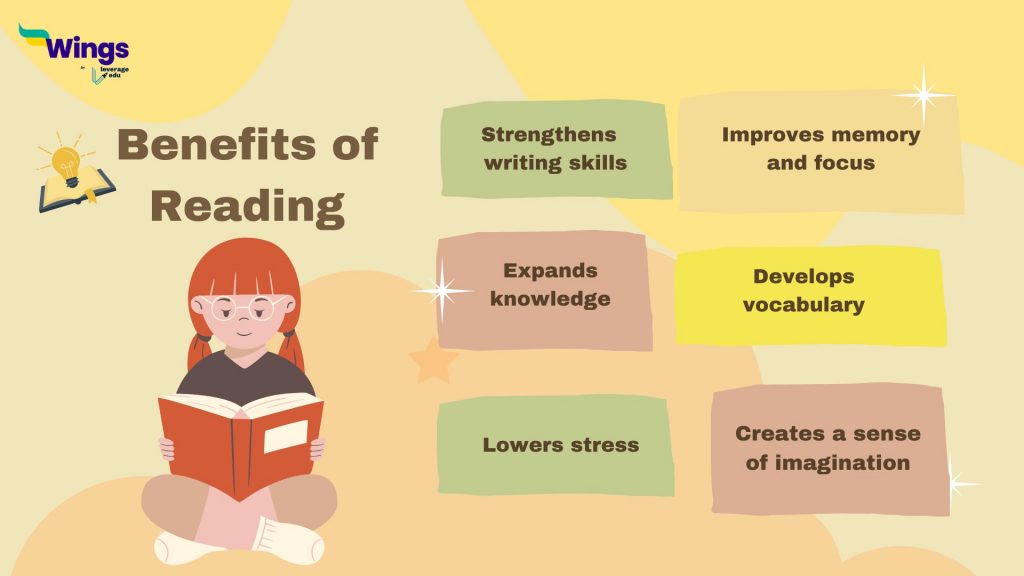 Wings
by leverage
edu
Benefits of
Reading
Strengthens
writing skills
Improves memory
and focus
Expands
knowledge
Develops
vocabulary
Lowers stress
Creates a sense
of imagination